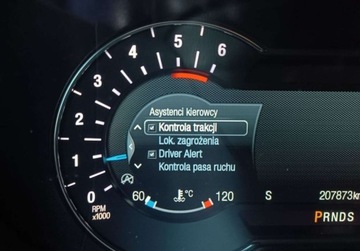 5
6
4
3
2
1
0
RPM
x1000
Asystenci kierowcy
Kontrola trakcji
Lok. zagrożenia
Driver Alert
Kontrola pasa ruchu
60 °C 120
S 207873km
PRNDS